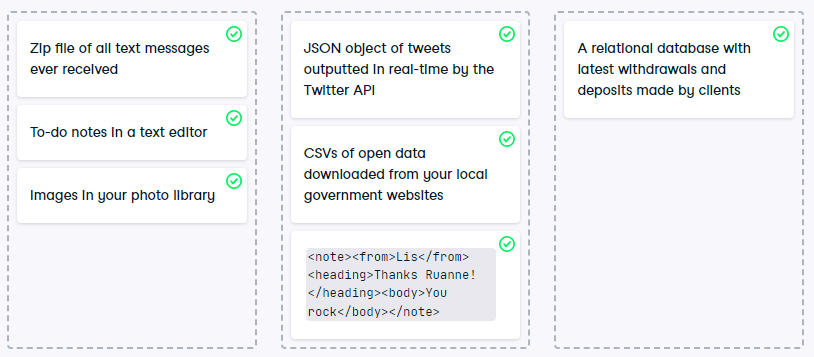 Zip file of all text messages
ever received
To-do notes in a text editor
Images in your photo library
JSON object of tweets
outputted in real-time by the
Twitter API
CSVs of open data
downloaded from your local
government websites
<note><from>Lis</from>
<heading>Thanks Ruanne!
</heading><body>You
rock</body></note>
A relational database with
latest withdrawals and
deposits made by clients